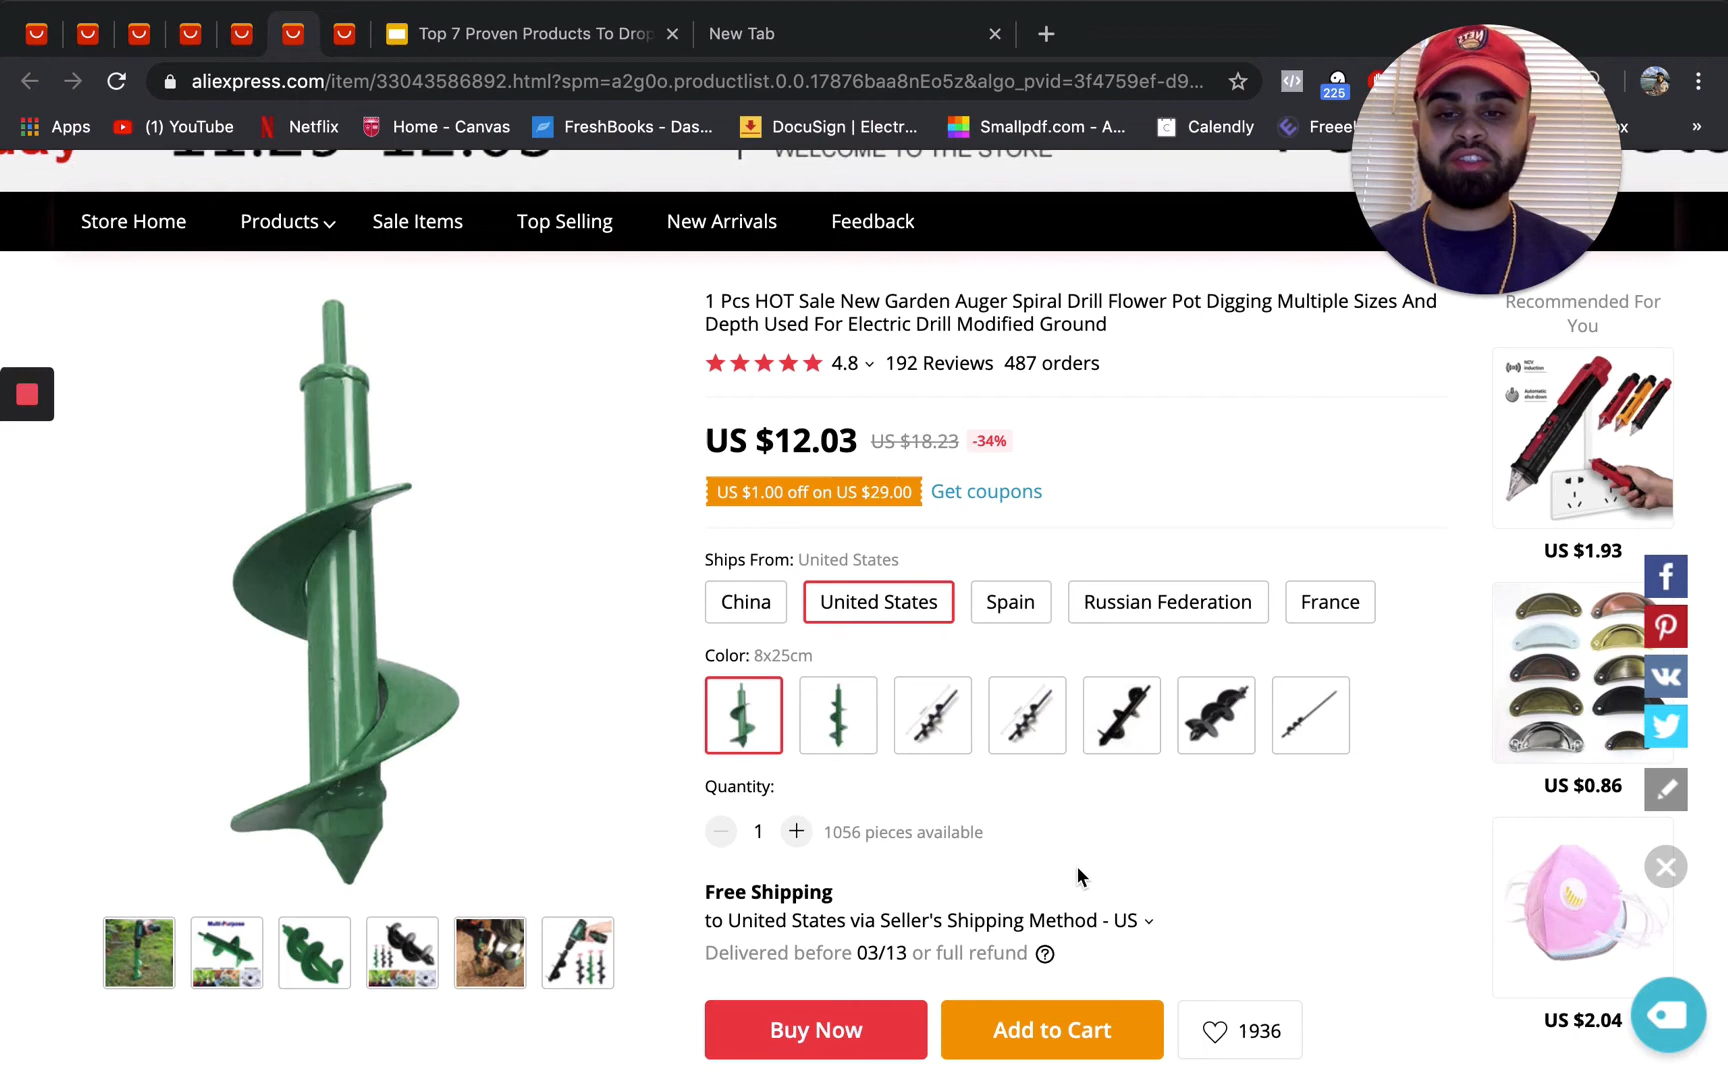 Top 7 Proven Products To Drop
New Tab
aliexpress.com/item/33043586892.html?spm=a2g0o.productlist.0.0.17876baa8nEo5z&algo_pvid=3f4759ef-d9...
225
Apps
(1) YouTube
Netflix
Home - Canvas
FreshBooks - Das...
DocuSign | Electr...
Smallpdf.com - A...
Calendly
WELCOME TO THE STORE
Store Home
Products
Sale Items
Top Selling
New Arrivals
Feedback
1 Pcs HOT Sale New Garden Auger Spiral Drill Flower Pot Digging Multiple Sizes And
Depth Used For Electric Drill Modified Ground
4.8
192 Reviews
487 orders
US $12.03
US $18.23
-34%
US $1.00 off on US $29.00
Get coupons
Ships From: United States
China
United States
Spain
Russian Federation
France
Color: 8x25cm
Quantity:
1
1056 pieces available
Free Shipping
to United States via Seller's Shipping Method - US
Delivered before 03/13 or full refund
Buy Now
Add to Cart
1936
Multi-Purpose
Recommended For
You
US $1.93
US $0.86
US $2.04